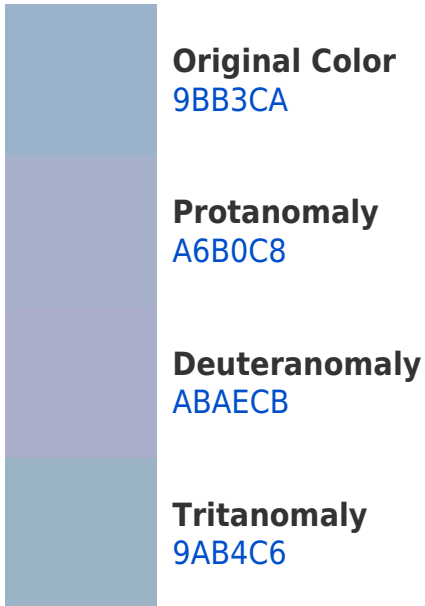 Original Color
9BB3CA
Protanomaly
A6B0C8
Deuteranomaly
ABAECB
Tritanomaly
9AB4C6